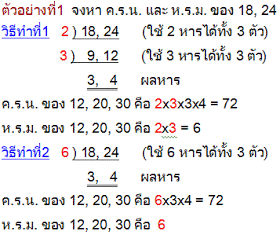 ตัวอย่างที่1 จงหา ค.ร.น. และ ห.ร.ม. ของ 18, 24
วิธีทำที่1 2 ) 18, 24 (ใช้ 2 หารได้ทั้ง 3 ตัว)
3 ) 9, 12 (ใช้ 3 หารได้ทั้ง 3 ตัว)
3, 4 ผลหาร
ค.ร.น. ของ 12, 20, 30 คือ 2x3x3x4 = 72
ห.ร.ม. ของ 12, 20, 30 คือ 2x3 = 6
วิธีทำที่2 6 ) 18, 24 (ใช้ 6 หารได้ทั้ง 3 ตัว)
3, 4 ผลหาร
ค.ร.น. ของ 12, 20, 30 คือ 6x3x4 = 72
ห.ร.ม. ของ 12, 20, 30 คือ 6